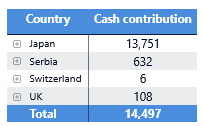 Country Cash contribution
Japan 13,751
Serbia 632
Switzerland 6
UK 108
Total 14,497